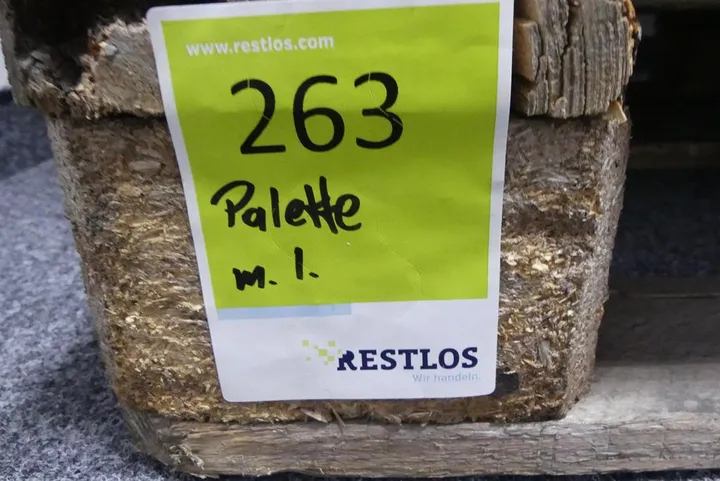 www.restlos.com
263
Palette
m. l.
RESTLOS
Wir handeln.